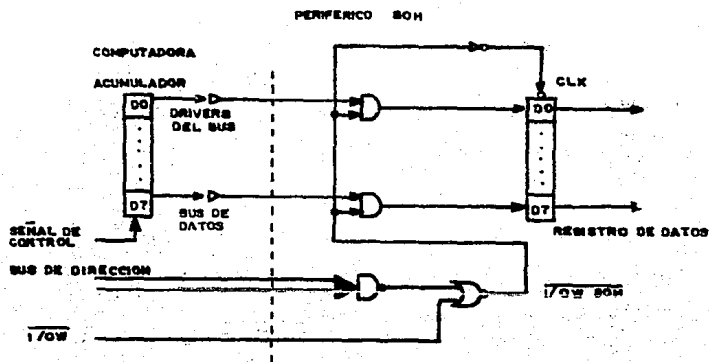 PERIFERICO 80H
COMPUTADORA
ACUMULADOR
CLK
D0
D0
DRIVERS
DEL BUS
D7
D7
BUS DE
DATOS
SEÑAL DE
CONTROL
REGISTRO DE DATOS
BUS DE DIRECCION
I/OW 80H
I/OW